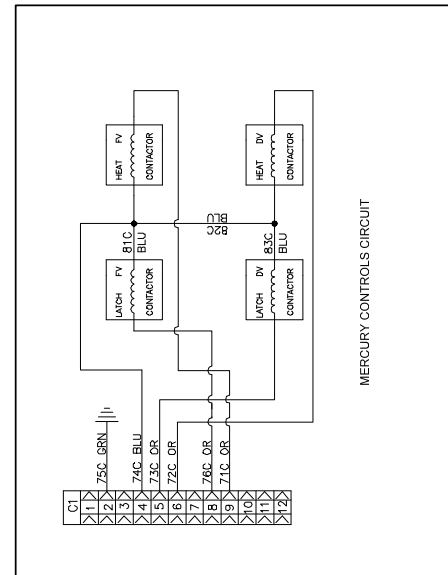 HEAT FV
CONTACTOR
HEAT DV
CONTACTOR
81C
BLU
82C
BLU
83C
BLU
LATCH FV
CONTACTOR
LATCH DV
CONTACTOR
MERCURY CONTROLS CIRCUIT
75C GRN
74C BLU
73C OR
72C OR
76C OR
71C OR
C1
1
2
3
4
5
6
7
8
9
10
11
12